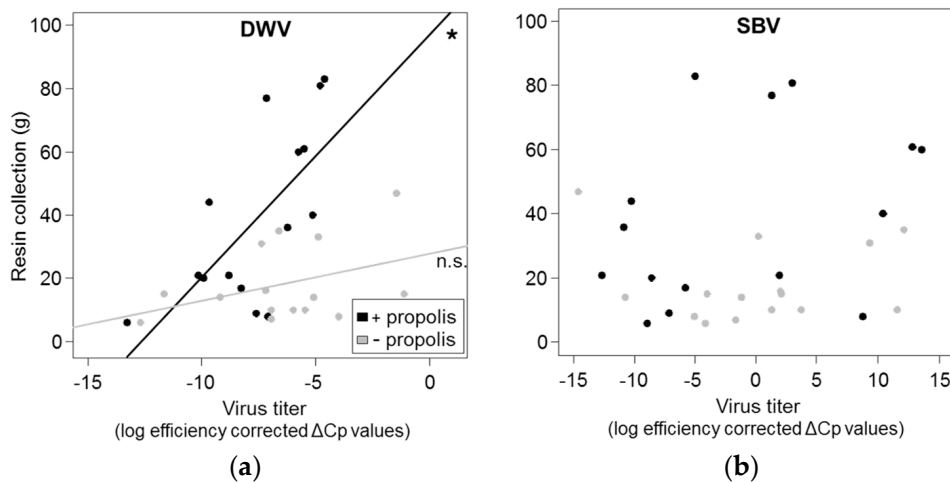 DWV
*
100
80
60
40
20
0
Resin collection (g)
n.s.
+ propolis
- propolis
-15 -10 -5 0
Virus titer
(log efficiency corrected ΔCp values)
(a)
SBV
100
80
60
40
20
0
-15 -10 -5 0 5 10 15
Virus titer
(log efficiency corrected ΔCp values)
(b)